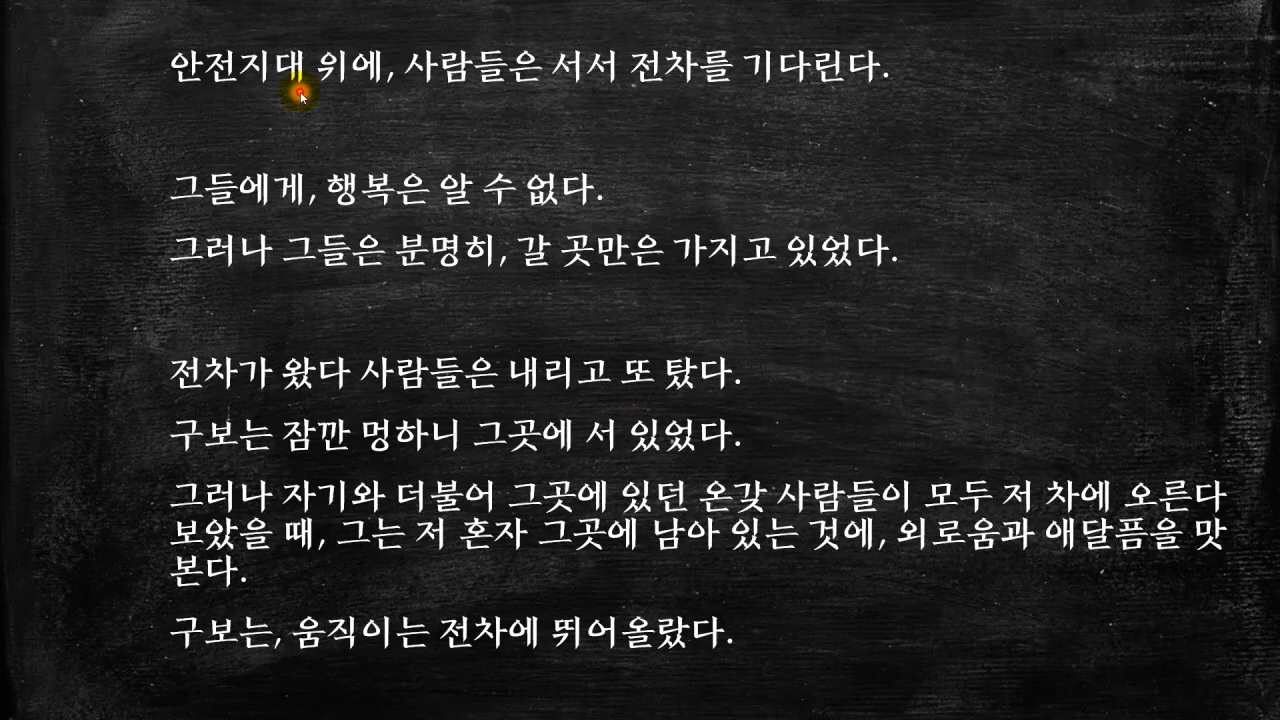 안전지대 위에, 사람들은 서서 전차를 기다린다.
그들에게, 행복은 알 수 없다.
그러나 그들은 분명히, 갈 곳만은 가지고 있었다.
전차가 왔다 사람들은 내리고 또 탔다.
구보는 잠깐 멍하니 그곳에 서 있었다.
그러나 자기와 더불어 그곳에 있던 온갖 사람들이 모두 저 차에 오른다
보았을 때, 그는 저 혼자 그곳에 남아 있는 것에, 외로움과 애달픔을 맛
본다.
구보는, 움직이는 전차에 뛰어올랐다.